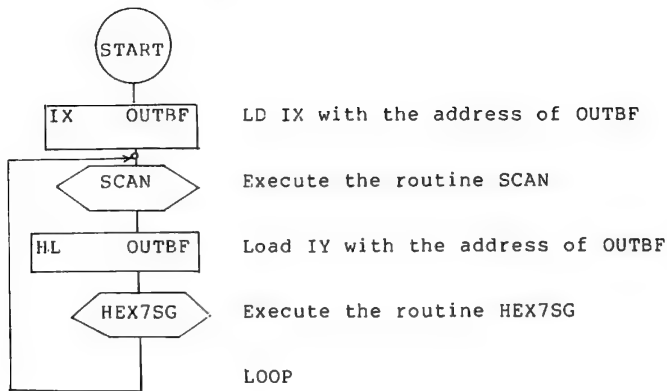 START
IX OUTBF LD IX with the address of OUTBF
SCAN Execute the routine SCAN
HL OUTBF Load IY with the address of OUTBF
HEX7SG Execute the routine HEX7SG
LOOP